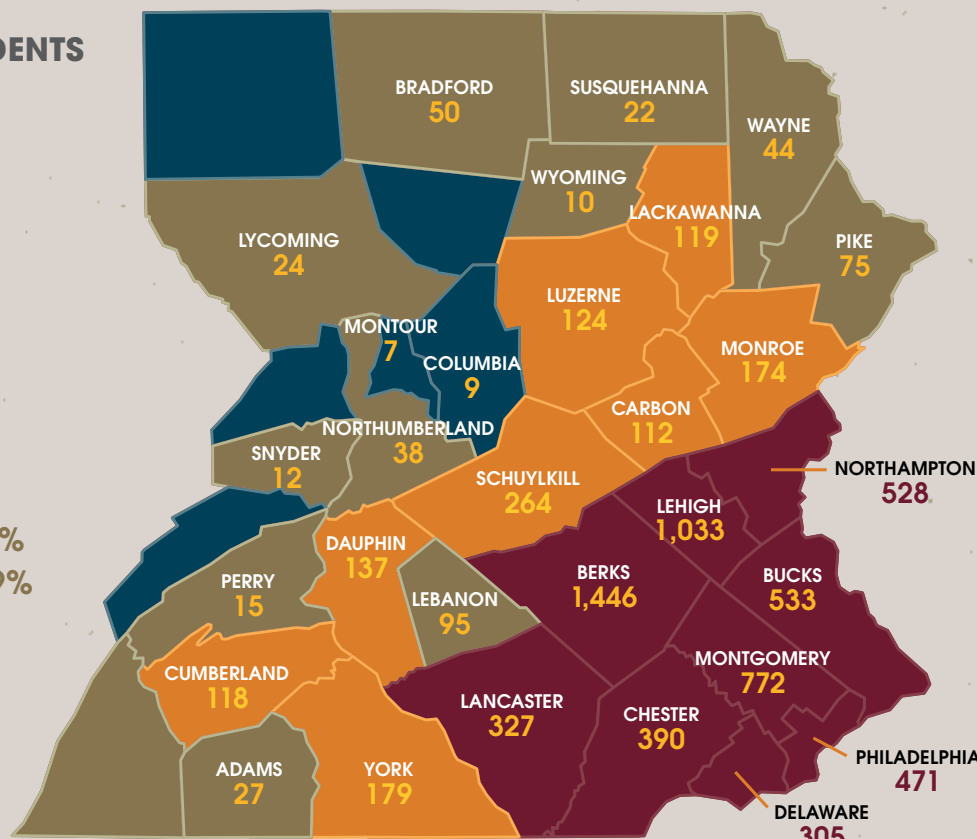 BRADFORD
50
SUSQUEHANNA
22
WAYNE
44
WYOMING
10
LACKAWANNA
119
LYCOMING
24
PIKE
75
LUZERNE
124
MONTOUR
7
COLUMBIA
9
MONROE
174
CARBON
112
NORTHUMBERLAND
38
SNYDER
12
SCHUYLKILL
264
NORTHAMPTON
528
LEHIGH
1,033
DAUPHIN
137
%
9%
PERRY
15
LEBANON
95
BERKS
1,446
BUCKS
533
CUMBERLAND
118
LANCASTER
327
CHESTER
390
MONTGOMERY
772
ADAMS
27
YORK
179
PHILADELPHIA
471
DELAWARE
305